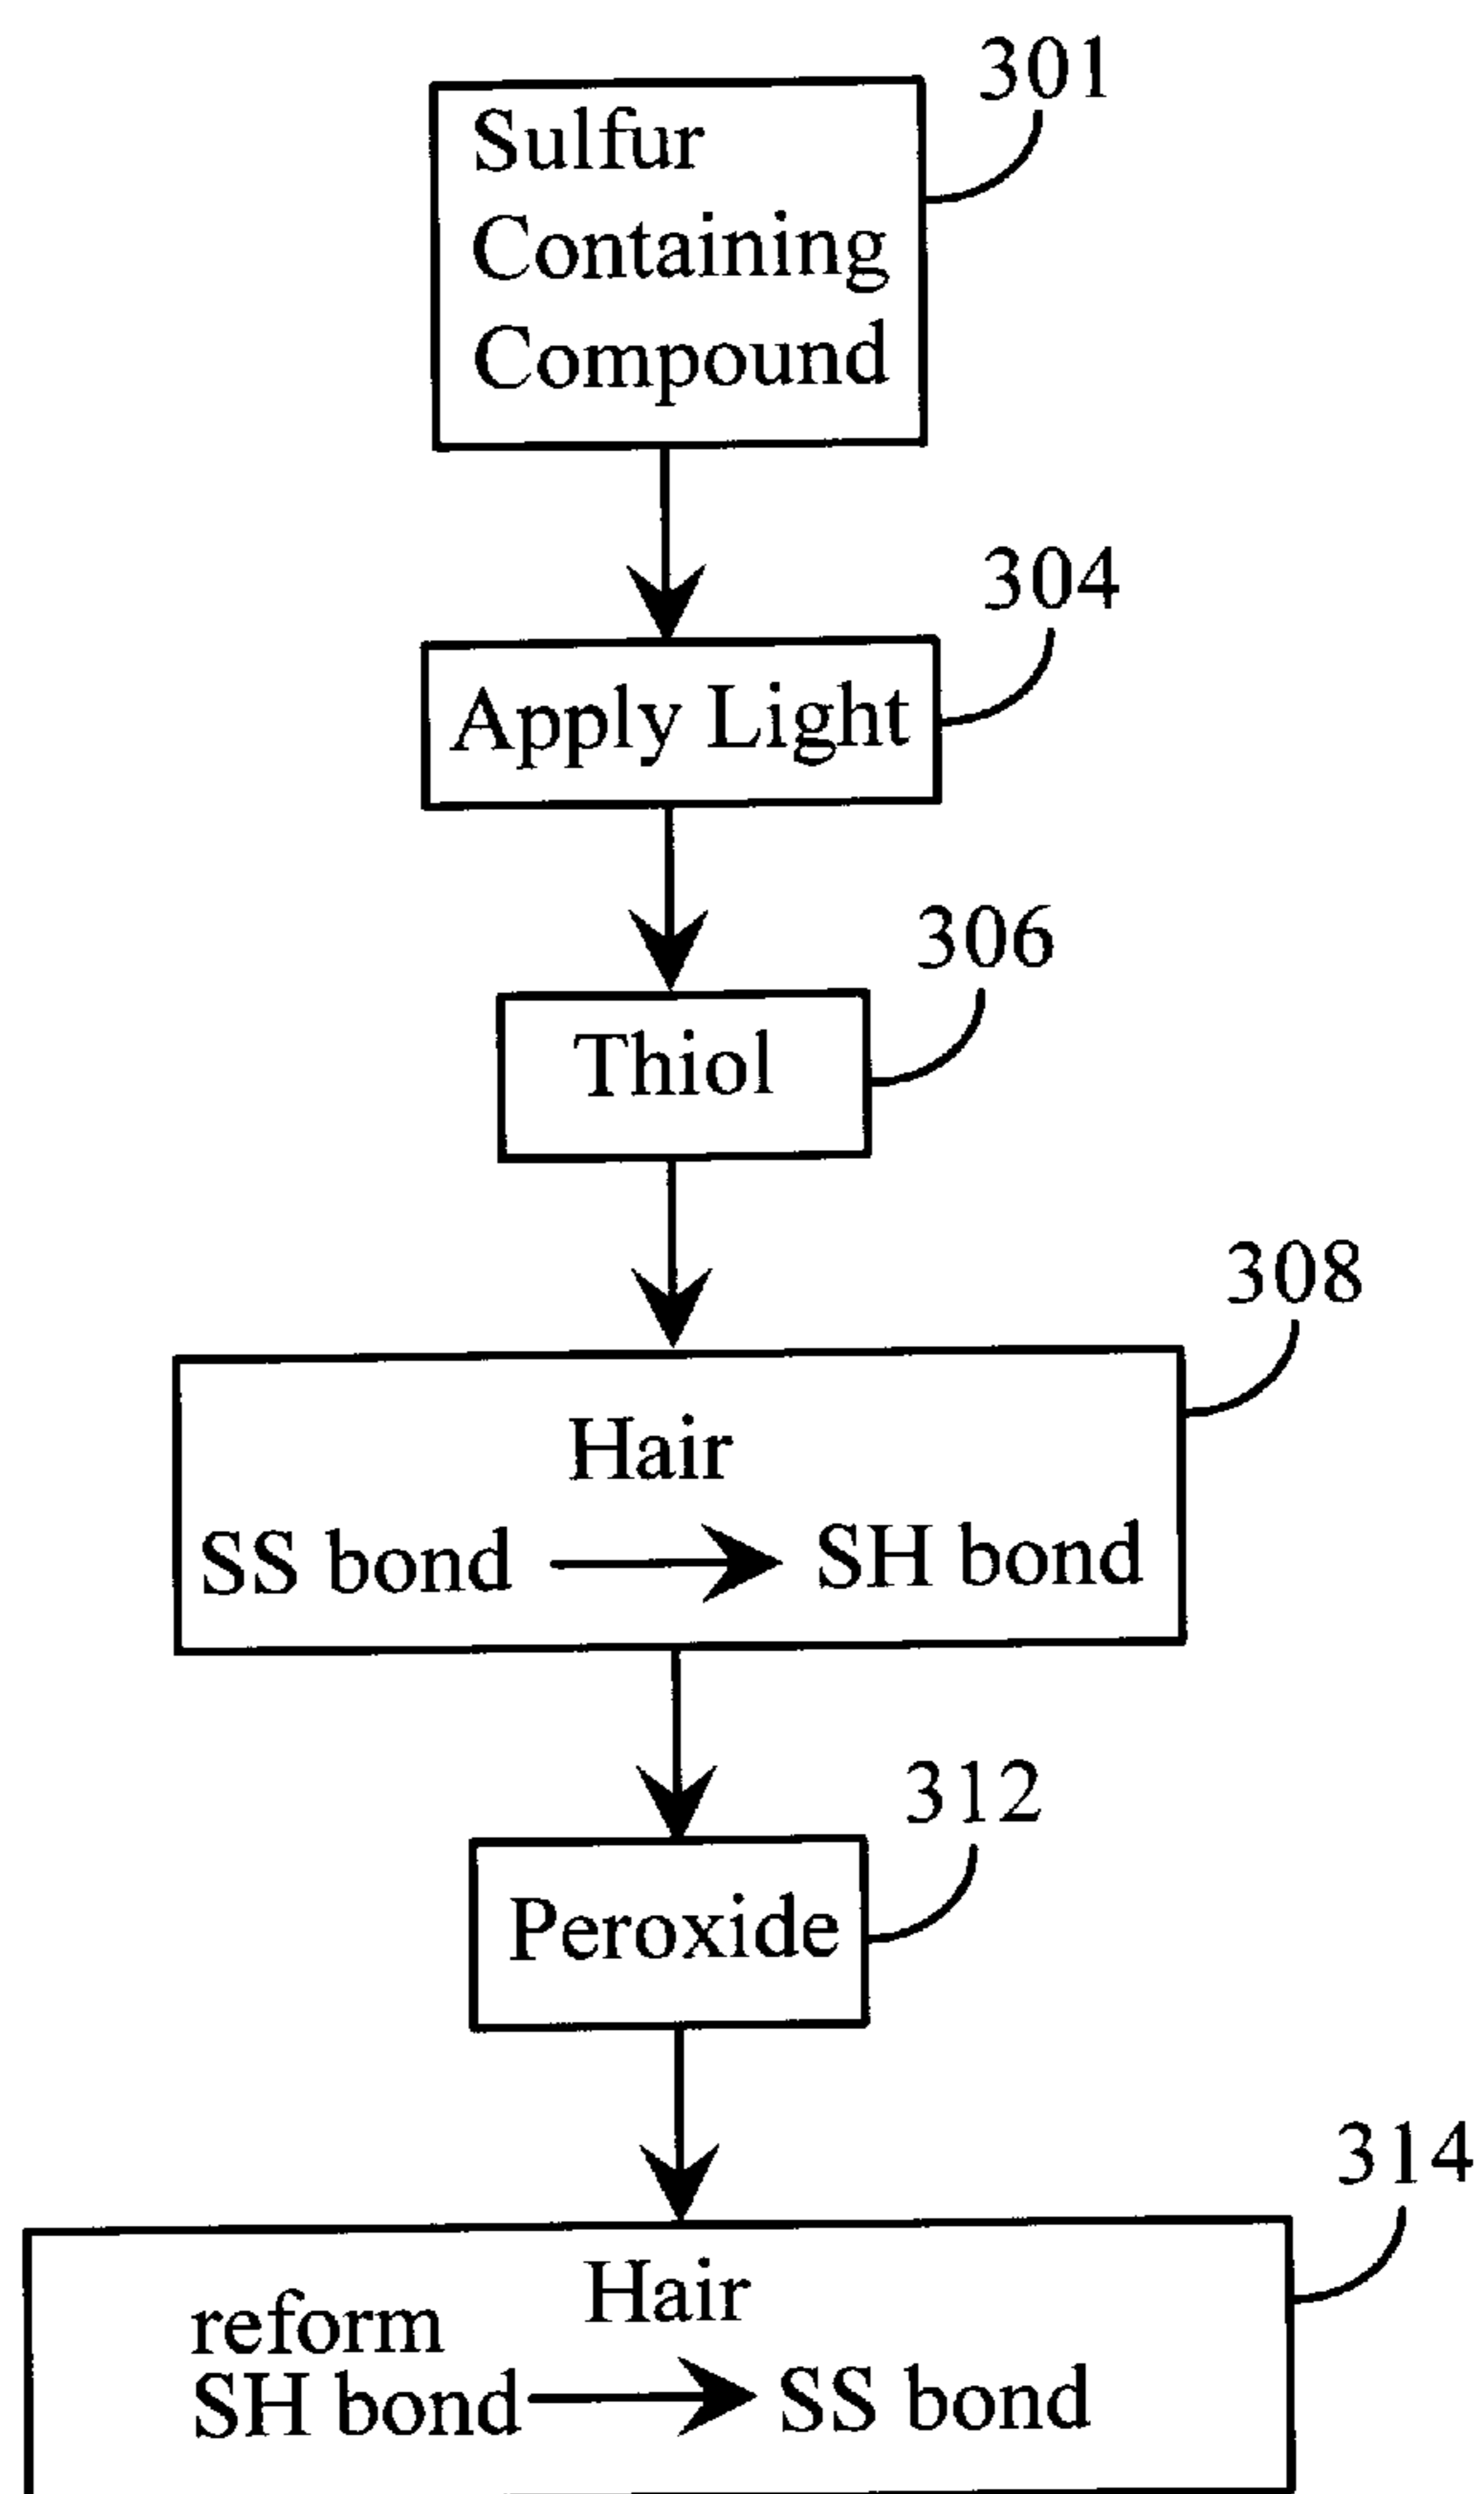 301
Sulfur
Containing
Compound
304
Apply Light
306
Thiol
308
Hair
SS bond SH bond
312
Peroxide
314
Hair
reform
SH bond SS bond